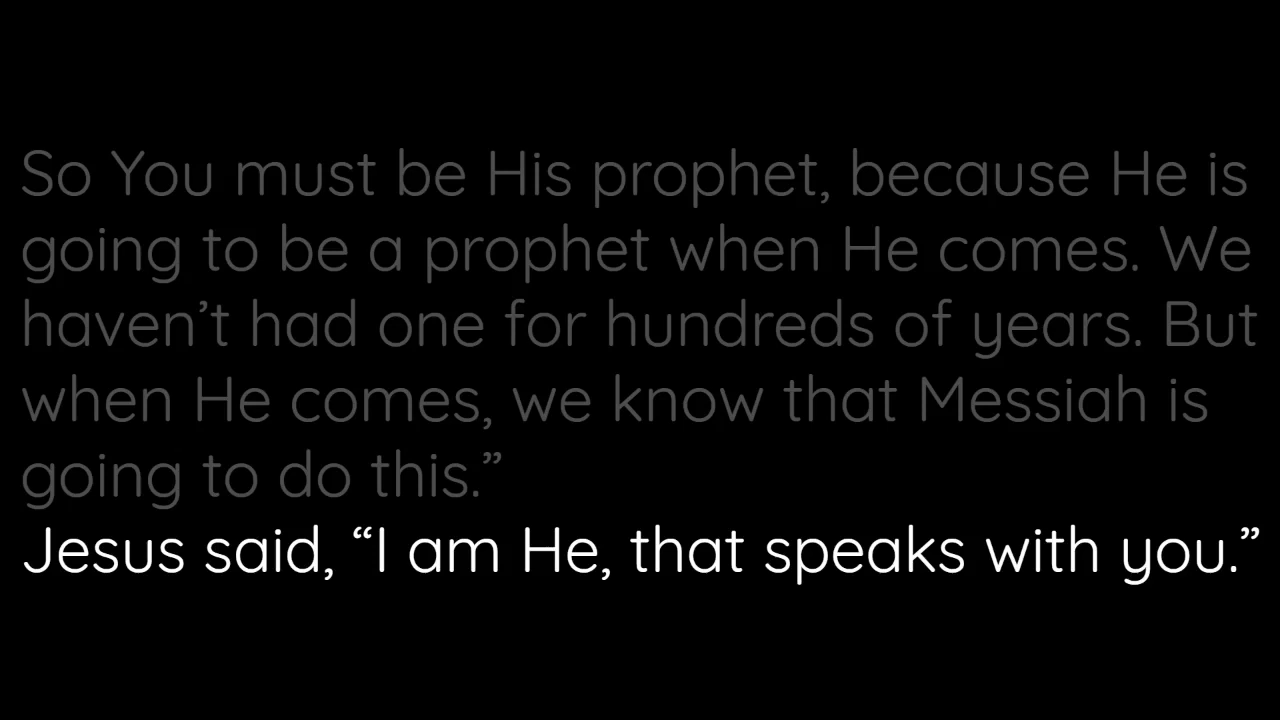 So You must be His prophet, because He is
going to be a prophet when He comes. We
haven’t had one for hundreds of years. But
when He comes, we know that Messiah is
going to do this.”
Jesus said, “I am He, that speaks with you.”